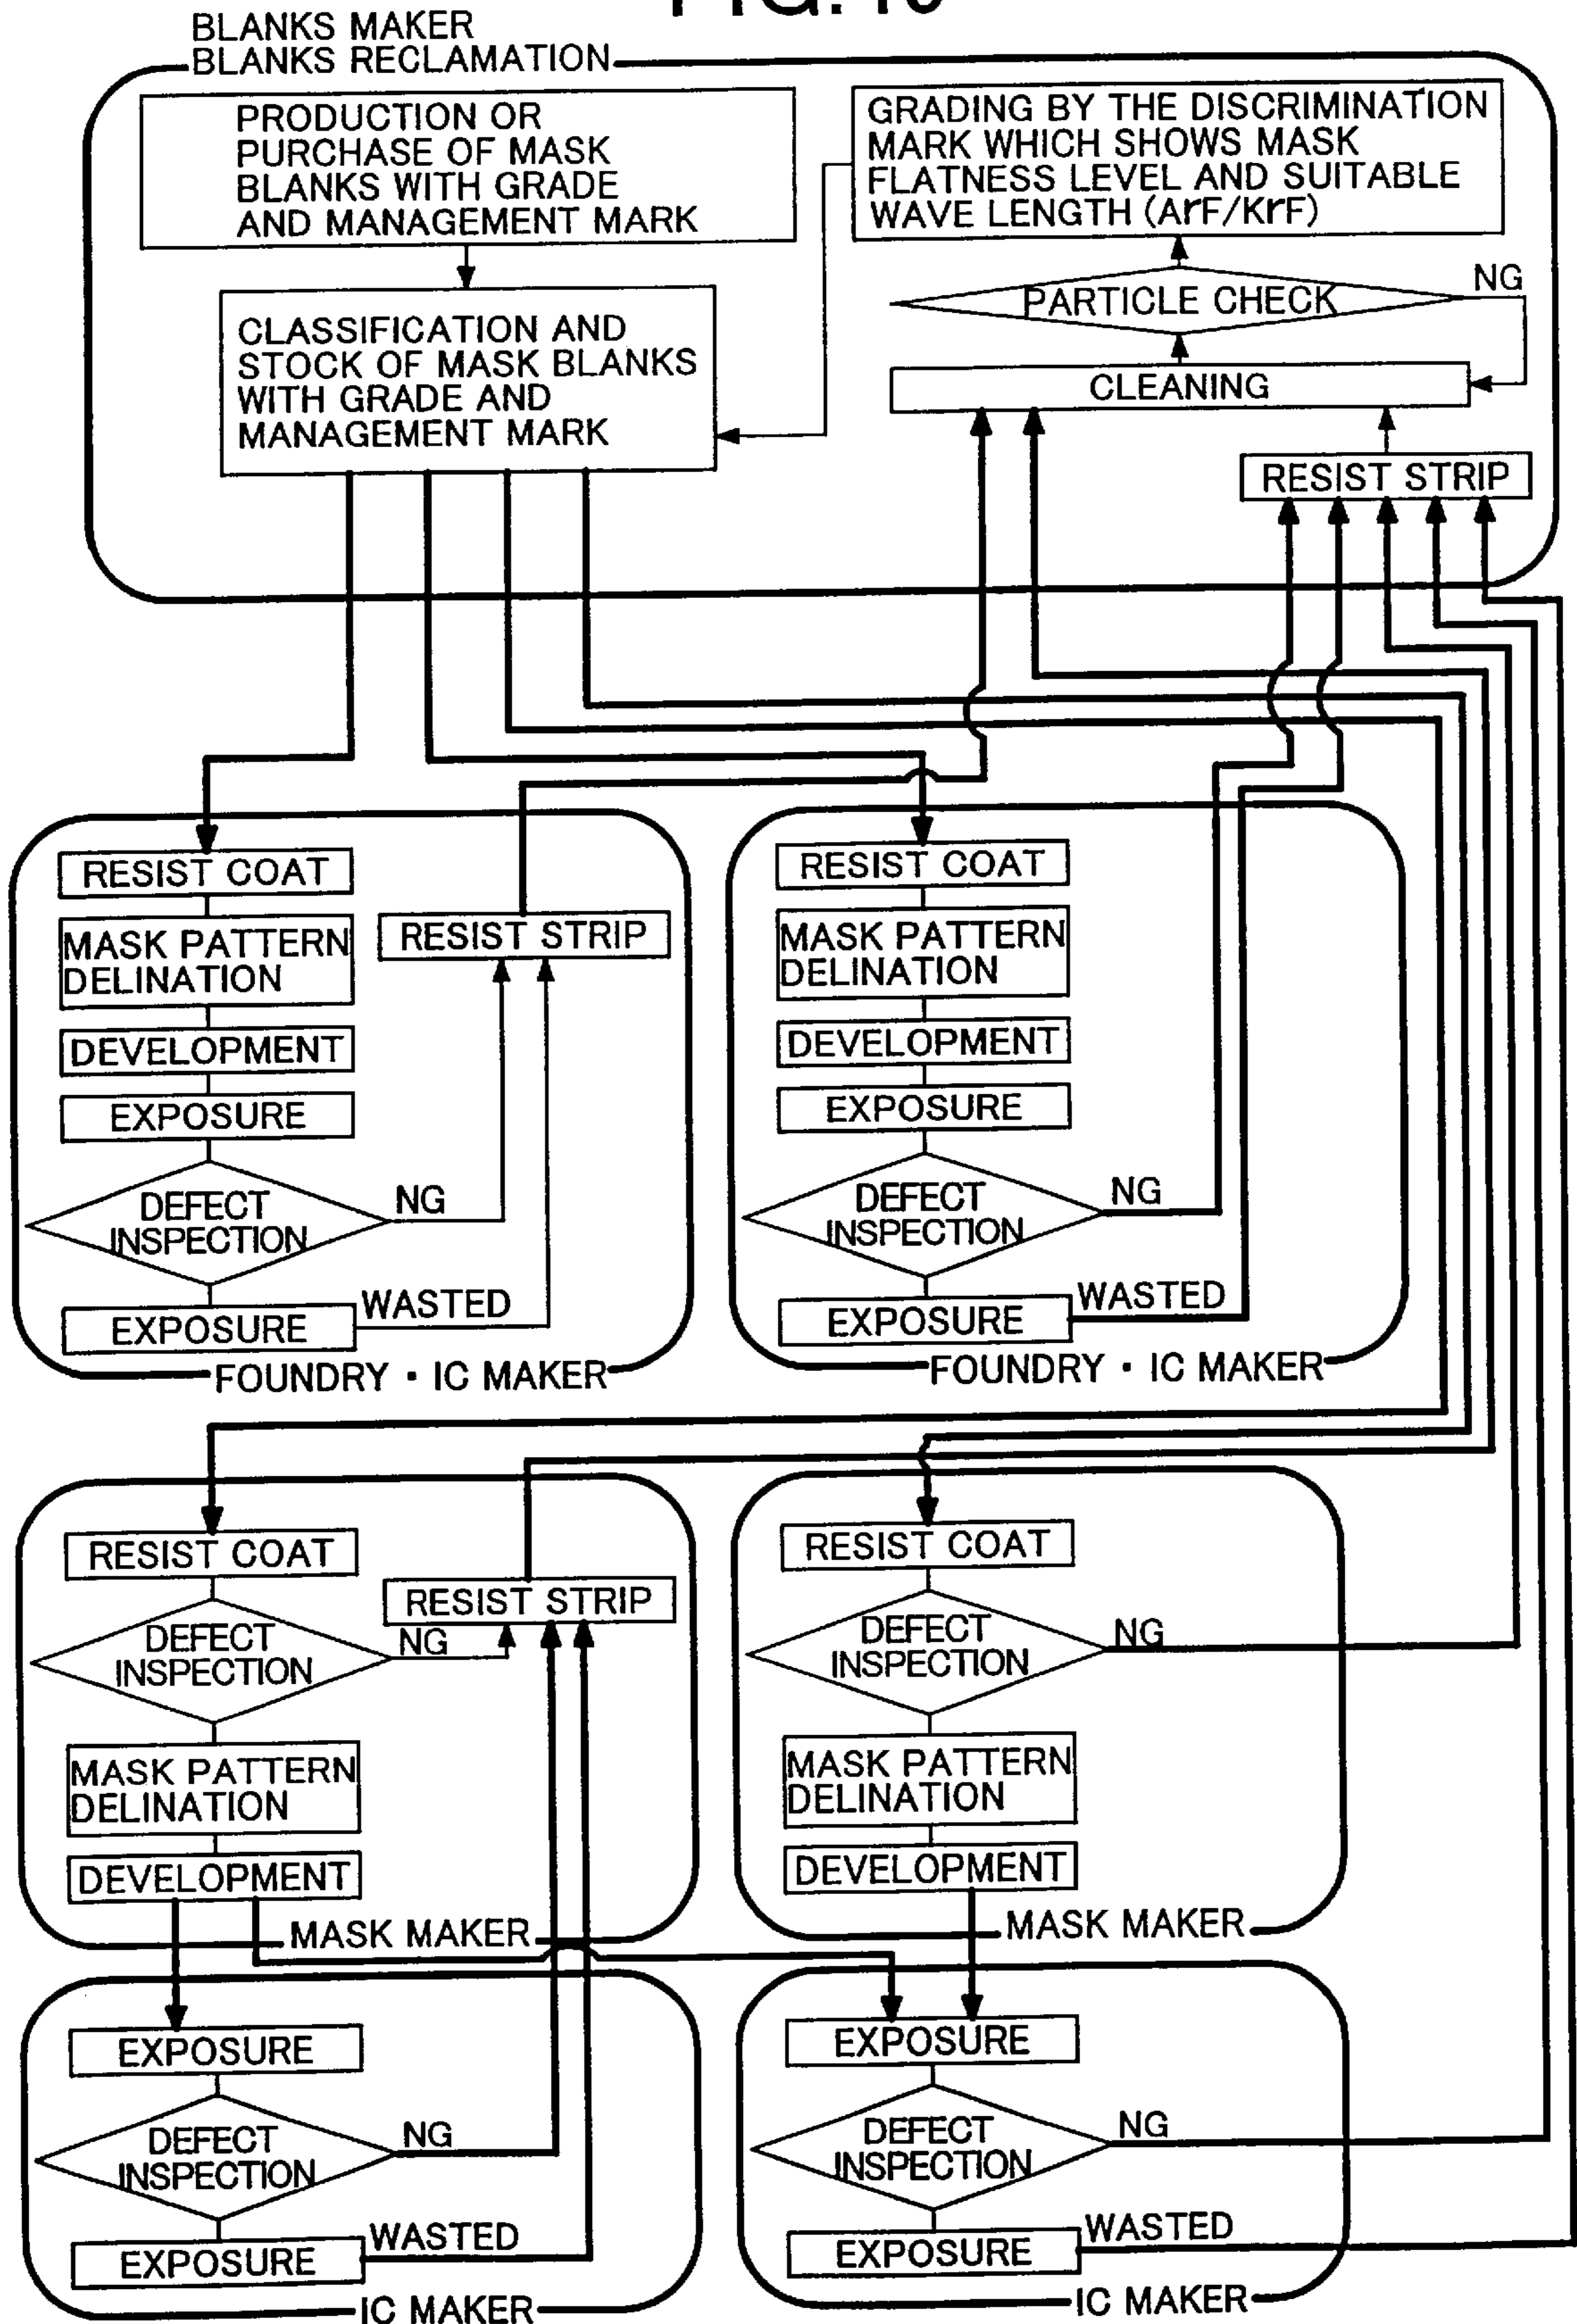 BLANKS MAKER
BLANKS RECLAMATION
PRODUCTION OR
PURCHASE OF MASK
BLANKS WITH GRADE
AND MANAGEMENT MARK
GRADING BY THE DISCRIMINATION
MARK WHICH SHOWS MASK
FLATNESS LEVEL AND SUITABLE
WAVE LENGTH (ArF/KrF)
PARTICLE CHECK
NG
CLASSIFICATION AND
STOCK OF MASK BLANKS
WITH GRADE AND
MANAGEMENT MARK
CLEANING
RESIST STRIP
RESIST COAT
MASK PATTERN
DELINATION
RESIST STRIP
DEVELOPMENT
EXPOSURE
DEFECT
INSPECTION
NG
EXPOSURE
WASTED
FOUNDRY・IC MAKER
RESIST COAT
MASK PATTERN
DELINATION
DEVELOPMENT
EXPOSURE
DEFECT
INSPECTION
NG
EXPOSURE
WASTED
FOUNDRY・IC MAKER
RESIST COAT
RESIST STRIP
DEFECT
INSPECTION
NG
MASK PATTERN
DELINATION
DEVELOPMENT
MASK MAKER
RESIST COAT
DEFECT
INSPECTION
NG
MASK PATTERN
DELINATION
DEVELOPMENT
MASK MAKER
EXPOSURE
DEFECT
INSPECTION
NG
EXPOSURE
WASTED
IC MAKER
EXPOSURE
DEFECT
INSPECTION
NG
EXPOSURE
WASTED
IC MAKER